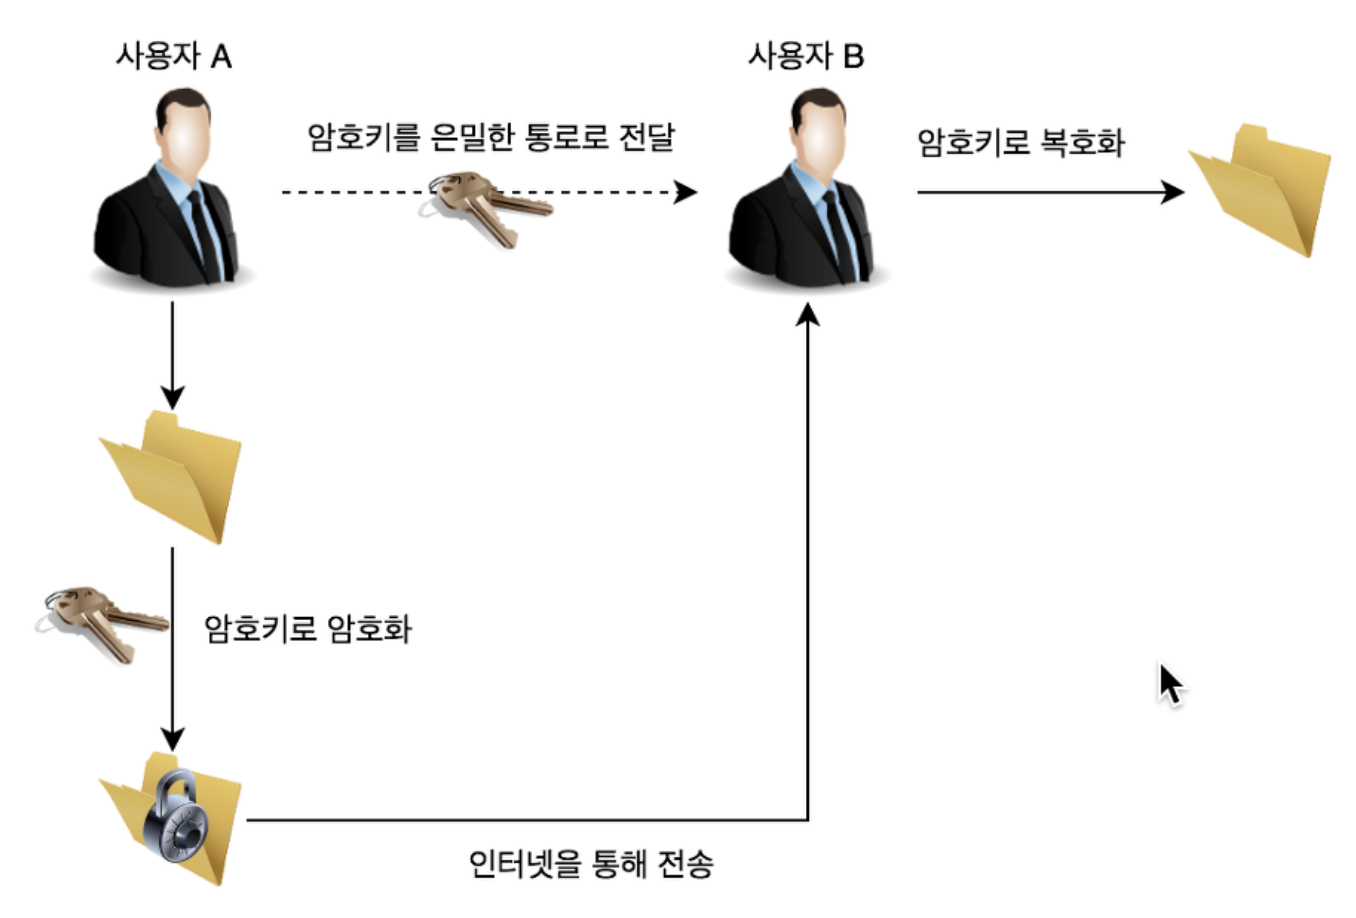 사용자 A
사용자 B
암호키를 은밀한 통로로 전달
암호키로 복호화
암호키로 암호화
인터넷을 통해 전송